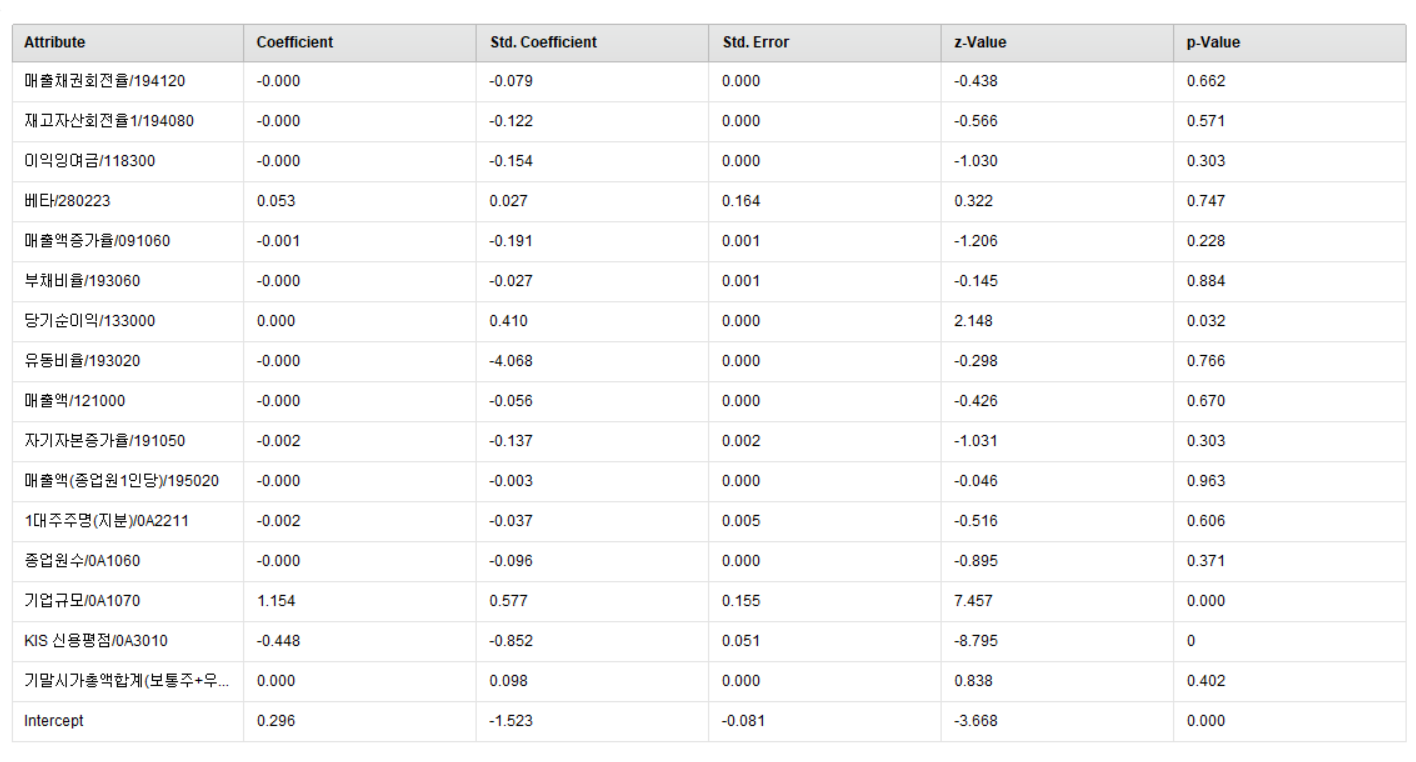 Attribute Coefficient Std. Coefficient Std. Error z-Value p-Value
매출채권회전율/194120 -0.000 -0.079 0.000 -0.438 0.662
재고자산회전율1/194080 -0.000 -0.122 0.000 -0.566 0.571
이익잉여금/118300 -0.000 -0.154 0.000 -1.030 0.303
베타/280223 0.053 0.027 0.164 0.322 0.747
매출액증가율/091060 -0.001 -0.191 0.001 -1.206 0.228
부채비율/193060 -0.000 -0.027 0.001 -0.145 0.884
당기순이익/133000 0.000 0.410 0.000 2.148 0.032
유동비율/193020 -0.000 -4.068 0.000 -0.298 0.766
매출액/121000 -0.000 -0.056 0.000 -0.426 0.670
자기자본증가율/191050 -0.002 -0.137 0.002 -1.031 0.303
매출액(종업원1인당)/195020 -0.000 -0.003 0.000 -0.046 0.963
1대주주명(지분)/0A2211 -0.002 -0.037 0.005 -0.516 0.606
종업원수/0A1060 -0.000 -0.096 0.000 -0.895 0.371
기업규모/0A1070 1.154 0.577 0.155 7.457 0.000
KIS 신용평점/0A3010 -0.448 -0.852 0.051 -8.795 0
기말시가총액합계(보통주+우... 0.000 0.098 0.000 0.838 0.402
Intercept 0.296 -1.523 -0.081 -3.668 0.000